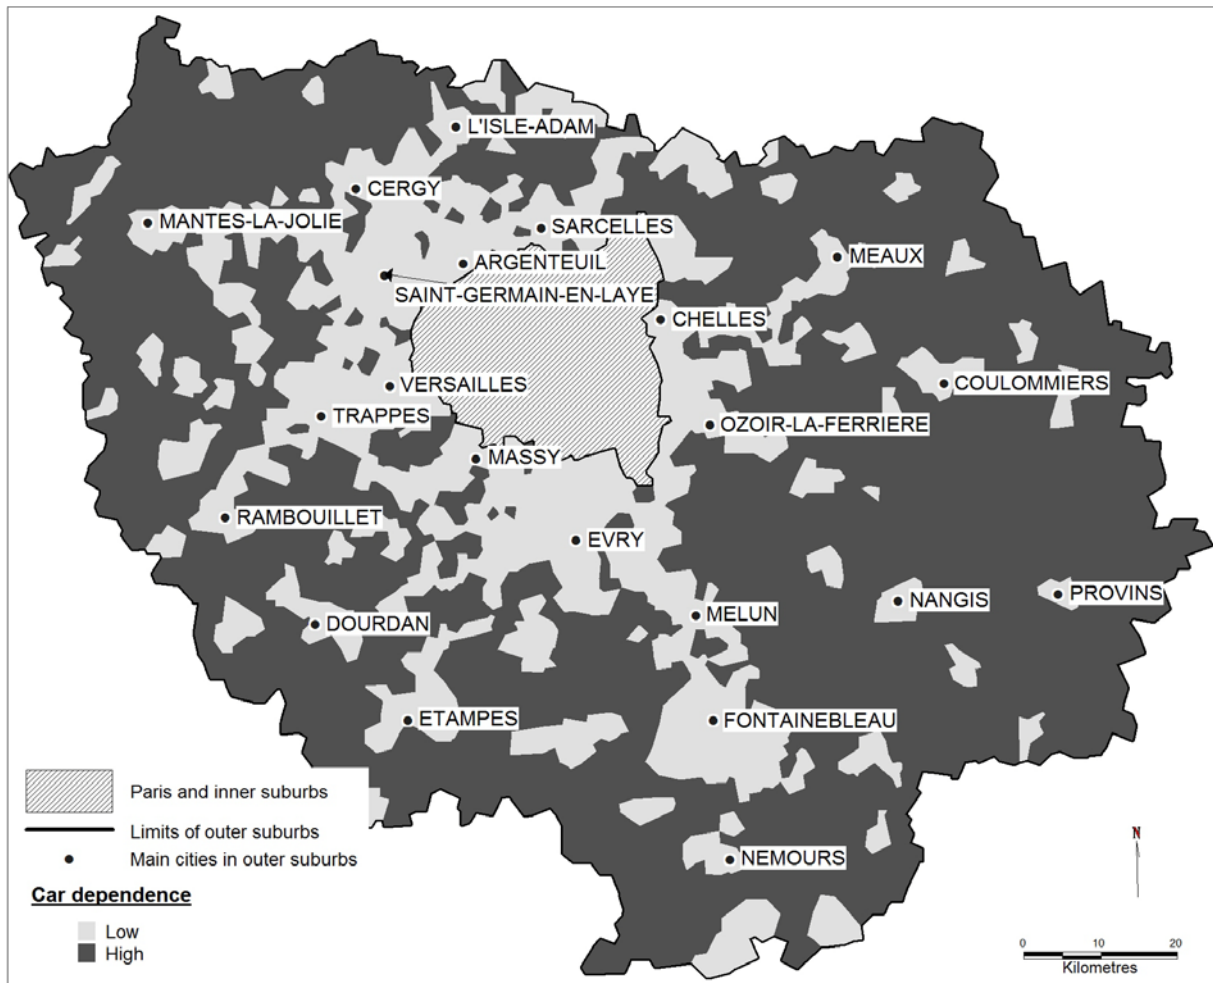 L'ISLE-ADAM
CERGY
MANTES-LA-JOLIE
SARCELLES
ARGENTEUIL
MEAUX
SAINT-GERMAIN-EN-LAYE
CHELLES
VERSAILLES
COULOMMIERS
TRAPPES
OZOIR-LA-FERRIERE
MASSY
RAMBOUILLET
EVRY
NANGIS
PROVINS
MELUN
DOURDAN
ETAMPES
FONTAINEBLEAU
NEMOURS
Paris and inner suburbs
Limits of outer suburbs
Main cities in outer suburbs
Car dependence
Low
High
N
0 10 20
Kilometres